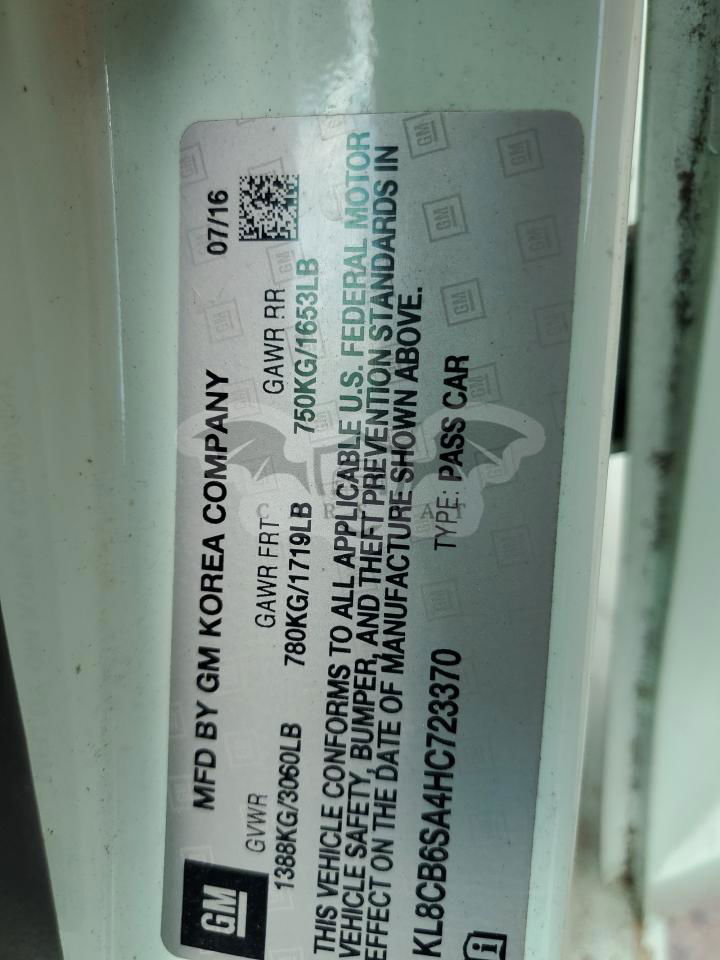 MFD BY GM KOREA COMPANY 07/16
GVWR GAWR FRT GAWR RR
1388KG/3060LB 780KG/1719LB 750KG/1653LB
THIS VEHICLE CONFORMS TO ALL APPLICABLE U.S. FEDERAL MOTOR
VEHICLE SAFETY, BUMPER, AND THEFT PREVENTION STANDARDS IN
EFFECT ON THE DATE OF MANUFACTURE SHOWN ABOVE.
KL8CB6SA4HC723370 TYPE: PASS CAR
GM